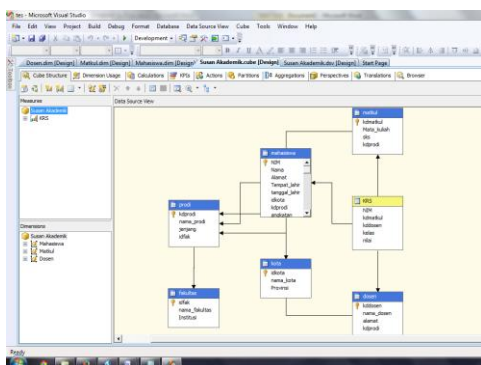 tes - Microsoft Visual Studio
File Edit View Project Build Debug Format Database Data Source View Cube Tools Window Help
Development
Dosen.dim [Design] Matkul.dim [Design] Mahasiswa.dim [Design] Susan Akademik.cube [Design] Susan Akademik.dsv [Design] Start Page
Cube Structure Dimension Usage Calculations KPIs Actions Partitions Aggregations Perspectives Translations Browser
Measures
Susan Akademik
KRS
Dimensions
Susan Akademik
Mahasiswa
Matkul
Dosen
Data Source View
matkul
kdmatkul
Mata_kuliah
sks
kdprodi
mahasiswa
NIM
Nama
Alamat
Tempat_lahir
tanggal_lahir
idkota
kdprodi
angkatan
KRS
NIM
kdmatkul
kddosen
kelas
nilai
prodi
kdprodi
nama_prodi
jenjang
idfak
kota
idkota
nama_kota
Provinsi
fakultas
idfak
nama_fakultas
Institusi
dosen
kddosen
nama_dosen
alamat
kdprodi
Ready